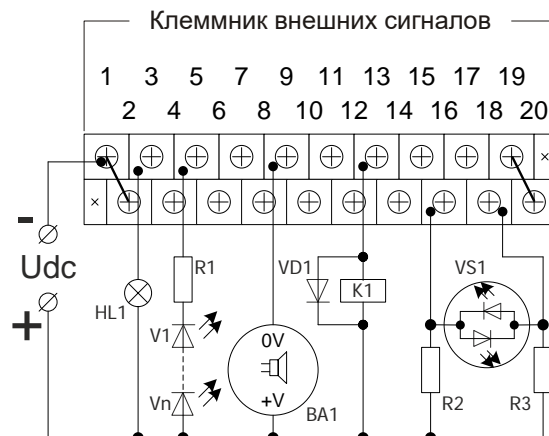 Клеммник внешних сигналов
1 3 5 7 9 11 13 15 17 19
2 4 6 8 10 12 14 16 18 20
× ×
-
Udc
+
HL1
R1
V1
Vn
0V
+V
BA1
VD1
K1
VS1
R2
R3